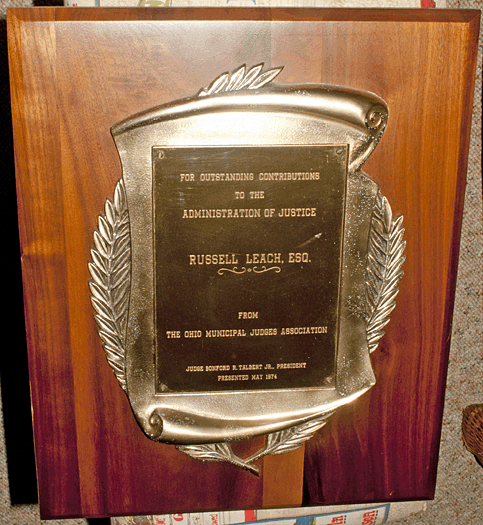 FOR OUTSTANDING CONTRIBUTIONS
TO THE
ADMINISTRATION OF JUSTICE
RUSSELL LEACH, ESQ.
FROM
THE OHIO MUNICIPAL JUDGES ASSOCIATION
JUDGE BONFORD R. TALBERT JR., PRESIDENT
PRESENTED MAY 1974